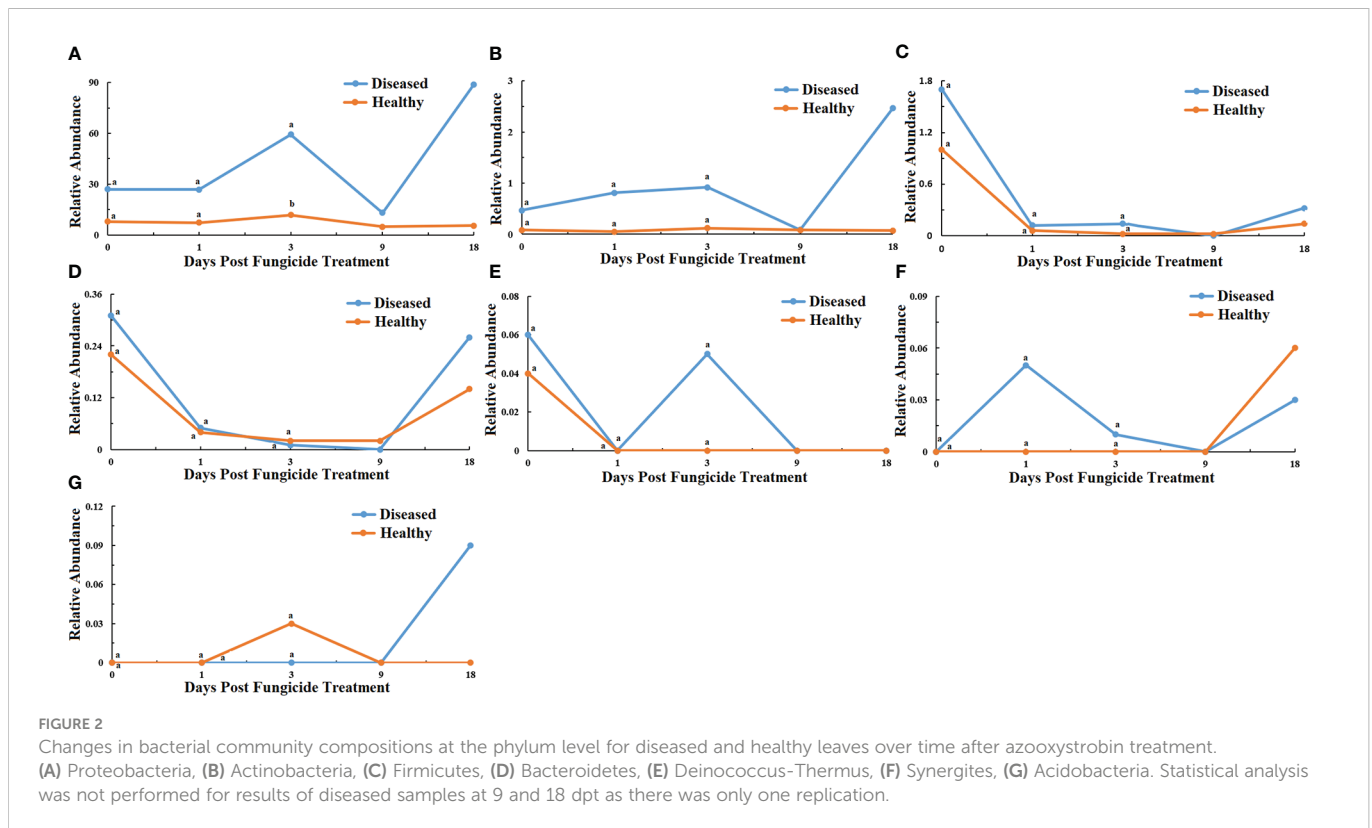 A
90
60
30
0
Relative Abundance
Diseased
Healthy
a
a
a
a
a
b
0 1 3 9 18
Days Post Fungicide Treatment
B
3
2
1
0
Relative Abundance
Diseased
Healthy
a
a
a
a
a
a
0 1 3 9 18
Days Post Fungicide Treatment
C
1.8
1.2
0.6
0
Relative Abundance
Diseased
Healthy
a
a
a
a
a
a
0 1 3 9 18
Days Post Fungicide Treatment
D
0.36
0.24
0.12
0
Relative Abundance
Diseased
Healthy
a
a
a
a
a
a
0 1 3 9 18
Days Post Fungicide Treatment
E
0.08
0.06
0.04
0.02
0
Relative Abundance
Diseased
Healthy
a
a
a
a
a
a
0 1 3 9 18
Days Post Fungicide Treatment
F
0.09
0.06
0.03
0
Relative Abundance
Diseased
Healthy
a
a
a
a
a
a
0 1 3 9 18
Days Post Fungicide Treatment
G
0.12
0.09
0.06
0.03
0
Relative Abundance
Diseased
Healthy
a
a
a
a
a
a
0 1 3 9 18
Days Post Fungicide Treatment
FIGURE 2
Changes in bacterial community compositions at the phylum level for diseased and healthy leaves over time after azooxystrobin treatment.
(A) Proteobacteria, (B) Actinobacteria, (C) Firmicutes, (D) Bacteroidetes, (E) Deinococcus-Thermus, (F) Synergites, (G) Acidobacteria. Statistical analysis
was not performed for results of diseased samples at 9 and 18 dpt as there was only one replication.